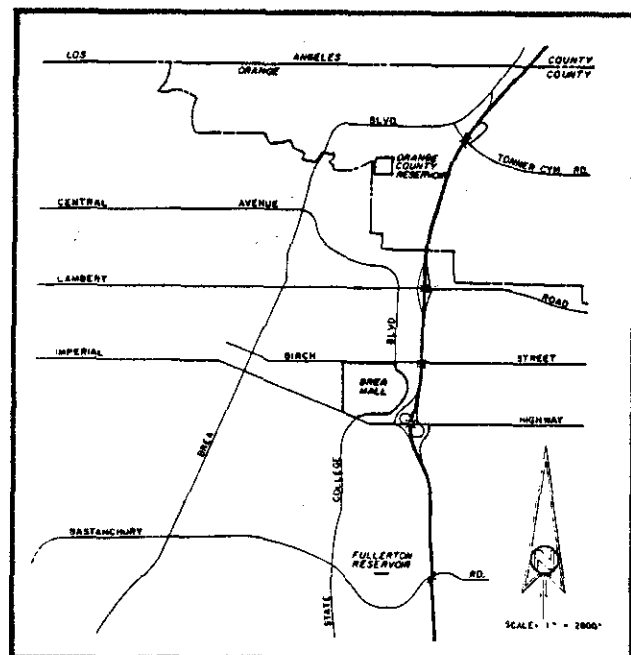 LOS ANGELES COUNTY
ORANGE COUNTY
BLVD
ORANGE
COUNTY
RESERVOIR
TONNER CYN. RD.
CENTRAL AVENUE
LAMBERT ROAD
BLVD
IMPERIAL BIRCH STREET
BREA
MALL
HIGHWAY
BREA
COLLEGE
BASTANCHURY
FULLERTON
RESERVOIR
RD.
STATE
SCALE: 1" = 2800'